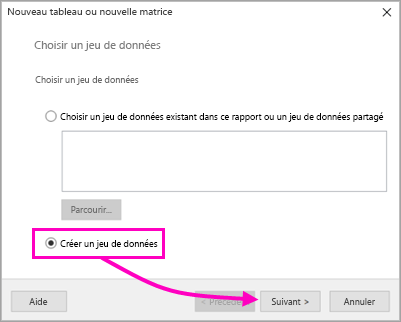 Nouveau tableau ou nouvelle matrice
Choisir un jeu de données
Choisir un jeu de données
Choisir un jeu de données existant dans ce rapport ou un jeu de données partagé
Parcourir...
Créer un jeu de données
Aide
< Précédent
Suivant >
Annuler